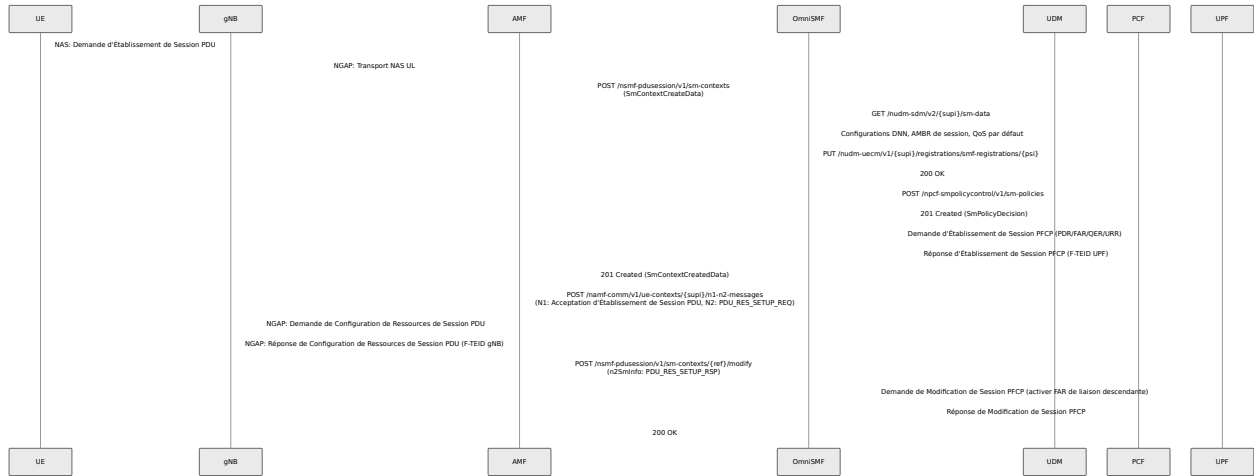 UE gNB AMF OmniSMF UDM PCF UPF
NAS: Demande d'Établissement de Session PDU
NGAP: Transport NAS UL
POST /nsmf-pdusession/v1/sm-contexts
(SmContextCreateData)
GET /nudm-sdm/v2/{supi}/sm-data
Configurations DNN, AMBR de session, QoS par défaut
PUT /nudm-uecm/v1/{supi}/registrations/smf-registrations/{psi}
200 OK
POST /npcf-smpolicycontrol/v1/sm-policies
201 Created (SmPolicyDecision)
Demande d'Établissement de Session PFCP (PDR/FAR/QER/URR)
Réponse d'Établissement de Session PFCP (F-TEID UPF)
201 Created (SmContextCreatedData)
POST /namf-comm/v1/ue-contexts/{supi}/n1-n2-messages
(N1: Acceptation d'Établissement de Session PDU, N2: PDU_RES_SETUP_REQ)
NGAP: Demande de Configuration de Ressources de Session PDU
NGAP: Réponse de Configuration de Ressources de Session PDU (F-TEID gNB)
POST /nsmf-pdusession/v1/sm-contexts/{ref}/modify
(n2SmInfo: PDU_RES_SETUP_RSP)
Demande de Modification de Session PFCP (activer FAR de liaison descendante)
Réponse de Modification de Session PFCP
200 OK
UE gNB AMF OmniSMF UDM PCF UPF